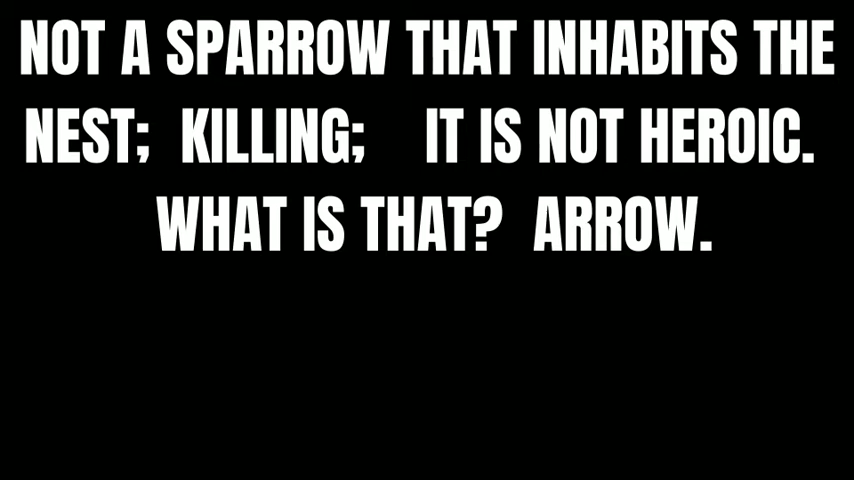 NOT A SPARROW THAT INHABITS THE
NEST; KILLING; IT IS NOT HEROIC.
WHAT IS THAT? ARROW.